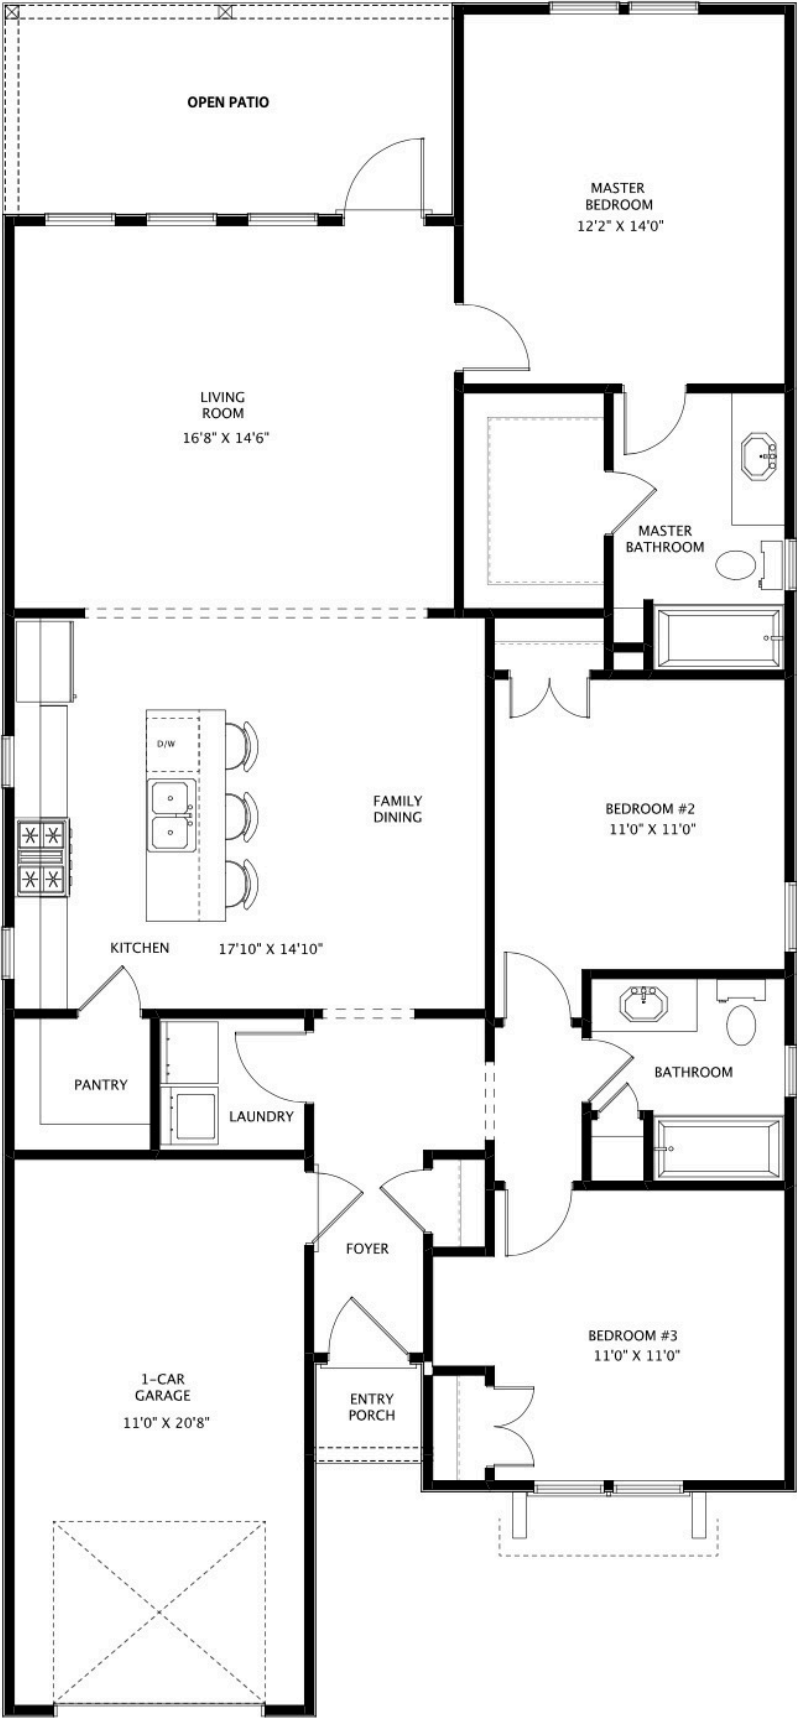 OPEN PATIO
MASTER
BEDROOM
12'2" X 14'0"
LIVING
ROOM
16'8" X 14'6"
MASTER
BATHROOM
D/W
FAMILY
DINING
BEDROOM #2
11'0" X 11'0"
KITCHEN
17'10" X 14'10"
PANTRY
LAUNDRY
BATHROOM
FOYER
BEDROOM #3
11'0" X 11'0"
1-CAR
GARAGE
11'0" X 20'8"
ENTRY
PORCH